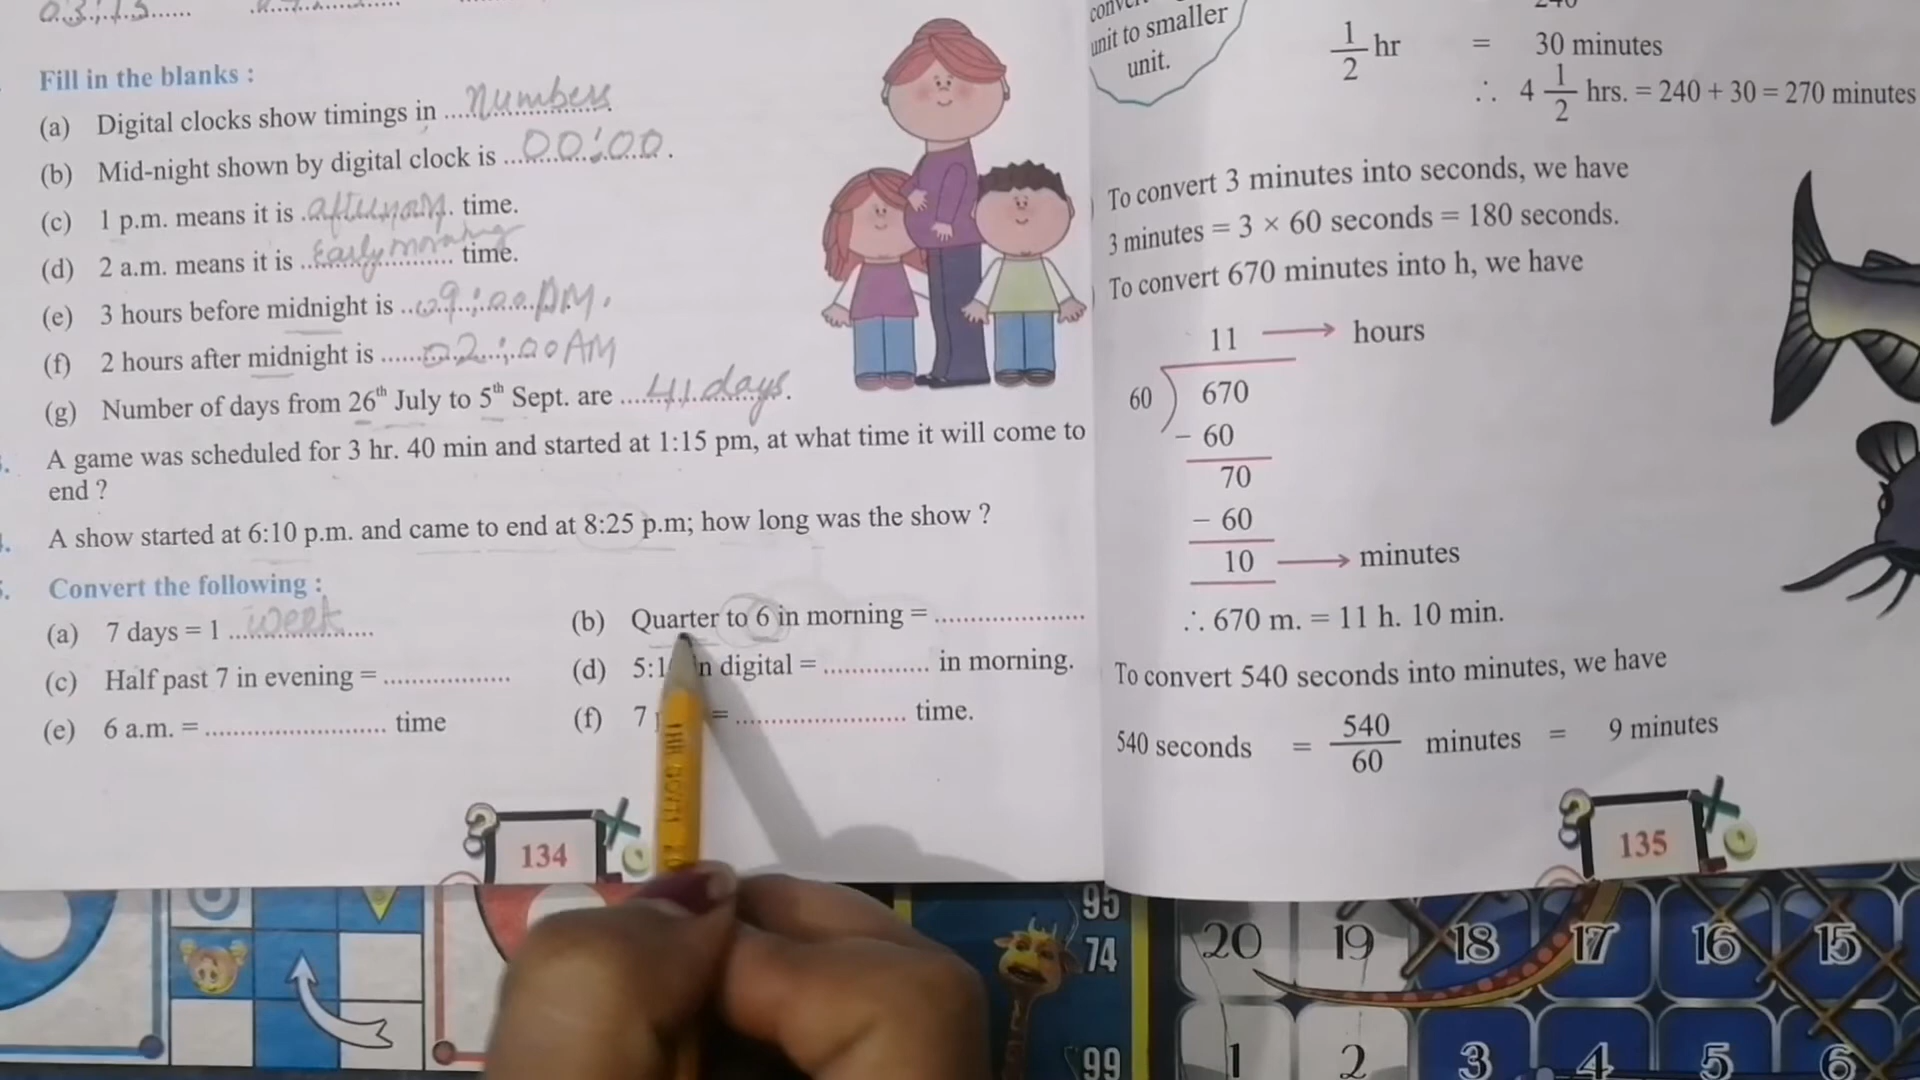 03:15
Fill in the blanks :
(a) Digital clocks show timings in Numbers.
(b) Mid-night shown by digital clock is 00:00.
(c) 1 p.m. means it is time.
(d) 2 a.m. means it is Early morning time.
(e) 3 hours before midnight is 09:00 PM.
(f) 2 hours after midnight is 02:00 AM
(g) Number of days from 26th July to 5th Sept. are 41 days.
A game was scheduled for 3 hr. 40 min and started at 1:15 pm, at what time it will come to
end ?
A show started at 6:10 p.m. and came to end at 8:25 p.m; how long was the show ?
Convert the following :
(a) 7 days = 1 week
(b) Quarter to 6 in morning =
(c) Half past 7 in evening =
(d) in digital = in morning.
(e) 6 a.m. = time
(f) 7 = time.
134
unit to smaller
unit.
1/2 hr = 30 minutes
∴ 4 1/2 hrs. = 240 + 30 = 270 minutes
To convert 3 minutes into seconds, we have
3 minutes = 3 × 60 seconds = 180 seconds.
To convert 670 minutes into h, we have
11 → hours
60 ) 670
– 60
70
– 60
10 → minutes
∴ 670 m. = 11 h. 10 min.
To convert 540 seconds into minutes, we have
540 seconds = 540/60 minutes = 9 minutes
135
95
74
99
20 19 18 17 16 15
1 2 3 4 5 6